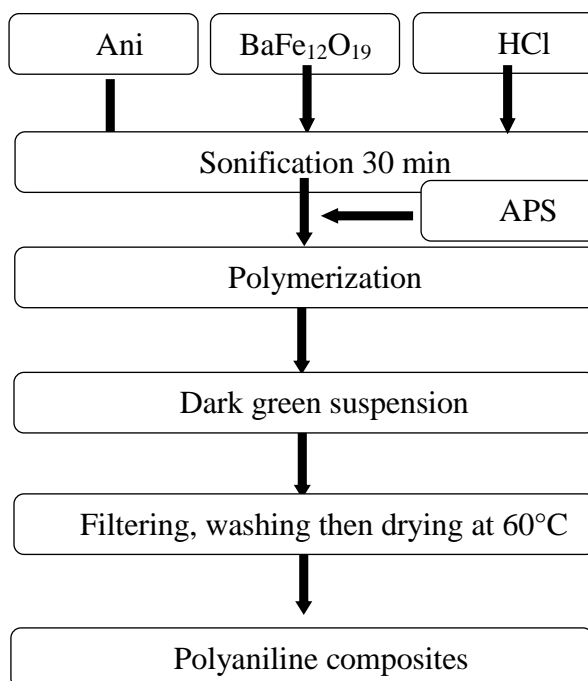 Ani
BaFe₁₂O₁₉
HCl
Sonification 30 min
APS
Polymerization
Dark green suspension
Filtering, washing then drying at 60°C
Polyaniline composites